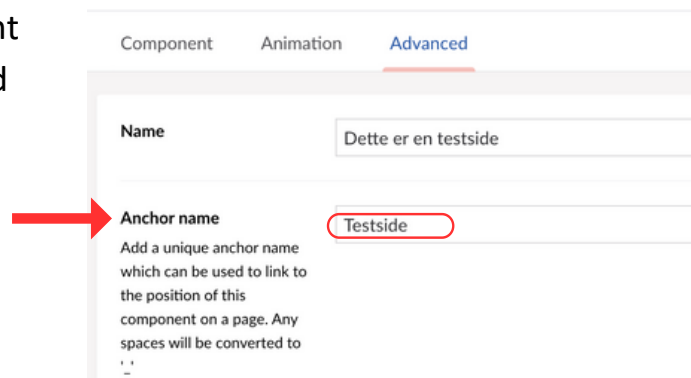 nt
d
Component Animation Advanced
Name
Dette er en testside
Anchor name
Testside
Add a unique anchor name
which can be used to link to
the position of this
component on a page. Any
spaces will be converted to
'-'